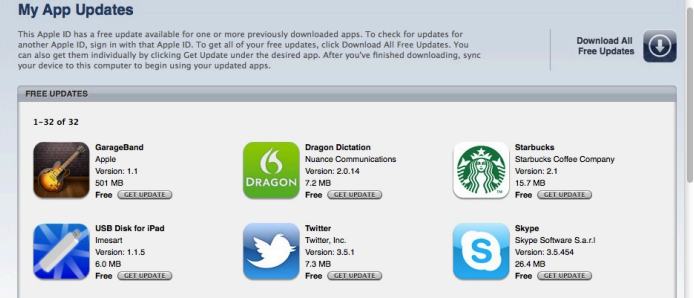 My App Updates
This Apple ID has a free update available for one or more previously downloaded apps. To check for updates for
another Apple ID, sign in with that Apple ID. To get all of your free updates, click Download All Free Updates. You
can also get them individually by clicking Get Update under the desired app. After you've finished downloading, sync
your device to this computer to begin using your updated apps.
Download All
Free Updates
FREE UPDATES
1-32 of 32
GarageBand
Apple
Version: 1.1
501 MB
Free GET UPDATE
DRAGON
Dragon Dictation
Nuance Communications
Version: 2.0.14
7.2 MB
Free GET UPDATE
Starbucks
Starbucks Coffee Company
Version: 2.1
15.7 MB
Free GET UPDATE
USB Disk for iPad
Imesart
Version: 1.1.5
6.0 MB
Free GET UPDATE
Twitter
Twitter, Inc.
Version: 3.5.1
7.3 MB
Free GET UPDATE
S
Skype
Skype Software S.a.r.l
Version: 3.5.454
26.4 MB
Free GET UPDATE